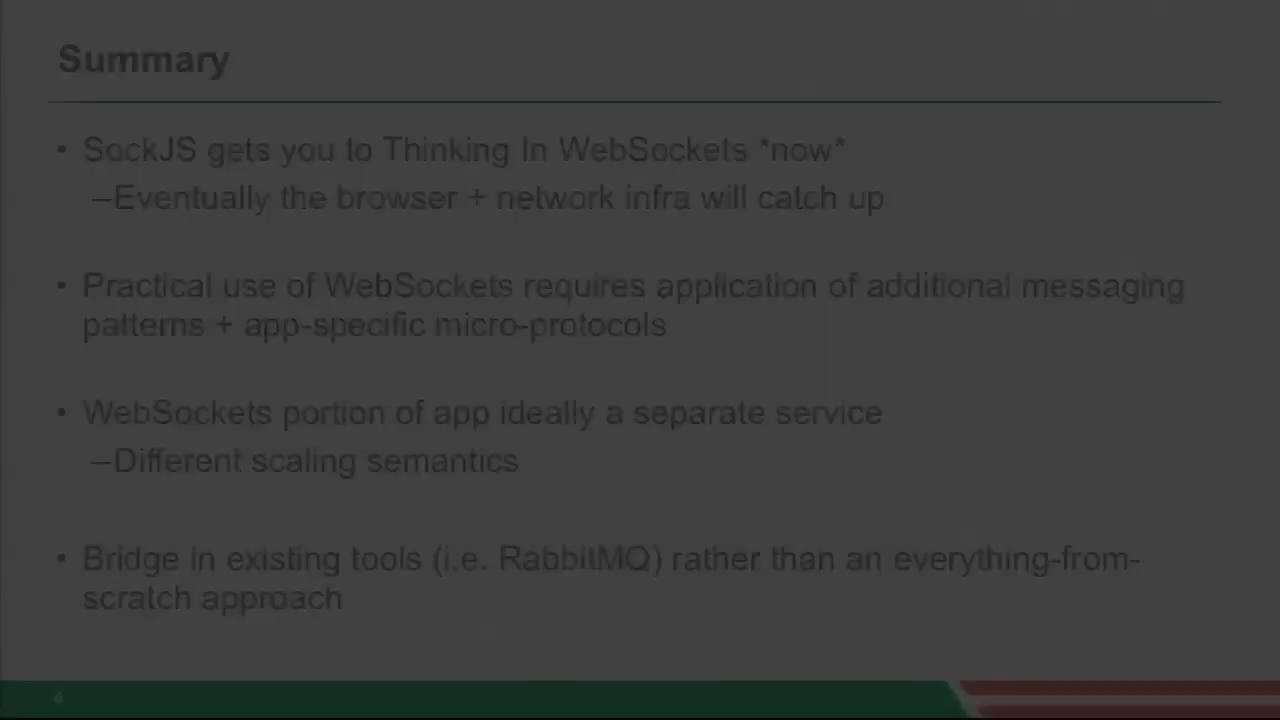 Summary
• SockJS gets you to Thinking In WebSockets *now*
–Eventually the browser + network infra will catch up
• Practical use of WebSockets requires application of additional messaging
patterns + app-specific micro-protocols
• WebSockets portion of app ideally a separate service
–Different scaling semantics
• Bridge in existing tools (i.e. RabbitMQ) rather than an everything-from-
scratch approach
4